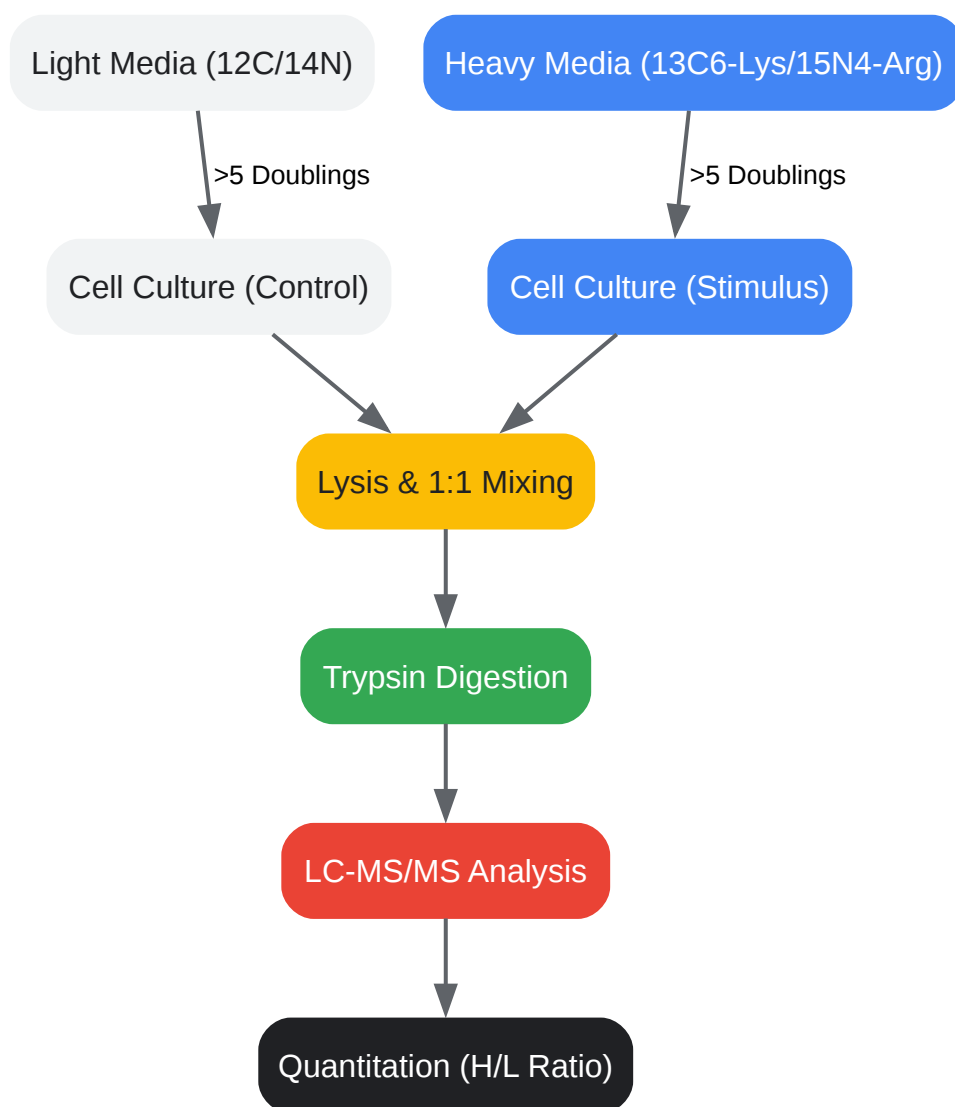 Light Media (12C/14N)
Heavy Media (13C6-Lys/15N4-Arg)
>5 Doublings
>5 Doublings
Cell Culture (Control)
Cell Culture (Stimulus)
Lysis & 1:1 Mixing
Trypsin Digestion
LC-MS/MS Analysis
Quantitation (H/L Ratio)